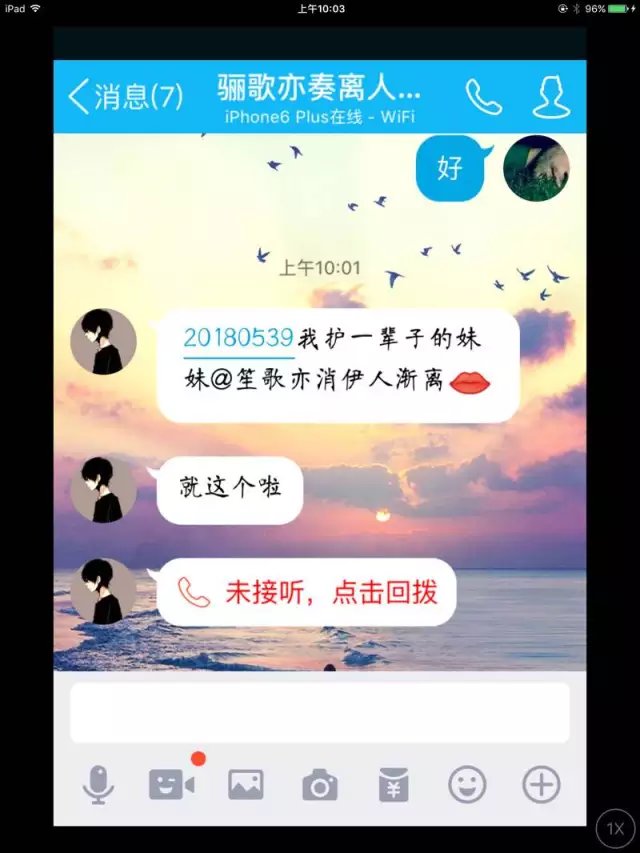 iPad
上午10:03
96%
消息(7)
骊歌亦奏离人...
iPhone6 Plus在线 - WiFi
好
上午10:01
20180539我护一辈子的妹
妹@笙歌亦消伊人渐离
就这个啦
未接听，点击回拨
¥
1X